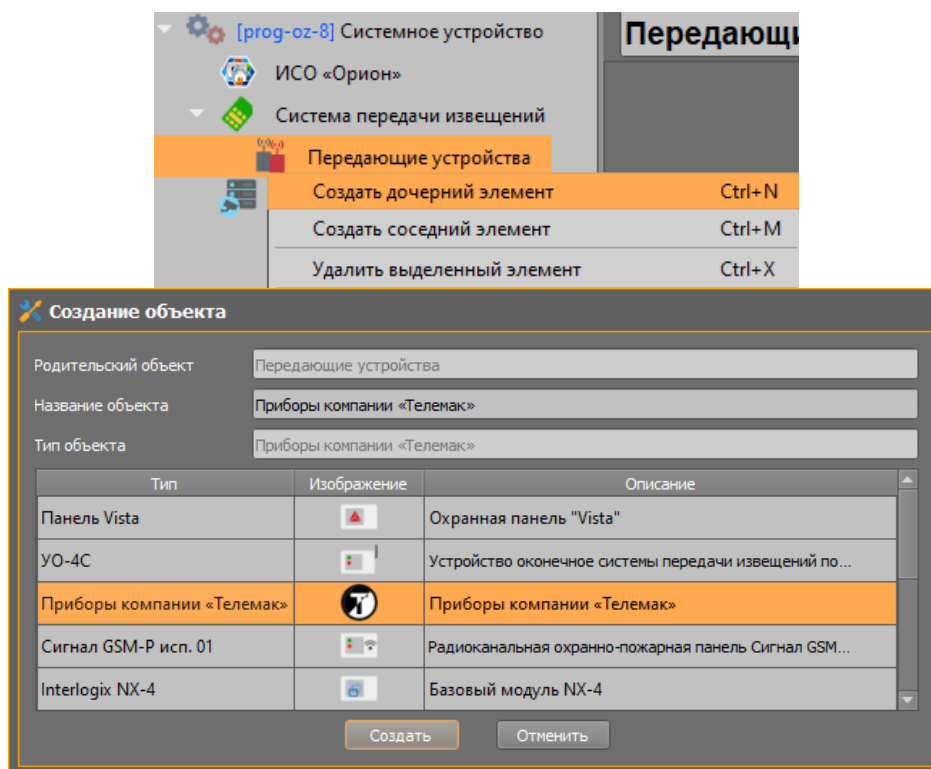 [prog-oz-8] Системное устройство
Передающи
ИСО «Орион»
Система передачи извещений
Передающие устройства
Создать дочерний элемент Ctrl+N
Создать соседний элемент Ctrl+M
Удалить выделенный элемент Ctrl+X
Создание объекта
Родительский объект Передающие устройства
Название объекта Приборы компании «Телемак»
Тип объекта Приборы компании «Телемак»
Тип Изображение Описание
Панель Vista Охранная панель "Vista"
УО-4С Устройство оконечное системы передачи извещений по...
Приборы компании «Телемак» Приборы компании «Телемак»
Сигнал GSM-P исп. 01 Радиоканальная охранно-пожарная панель Сигнал GSM...
Interlogix NX-4 Базовый модуль NX-4
Создать Отменить